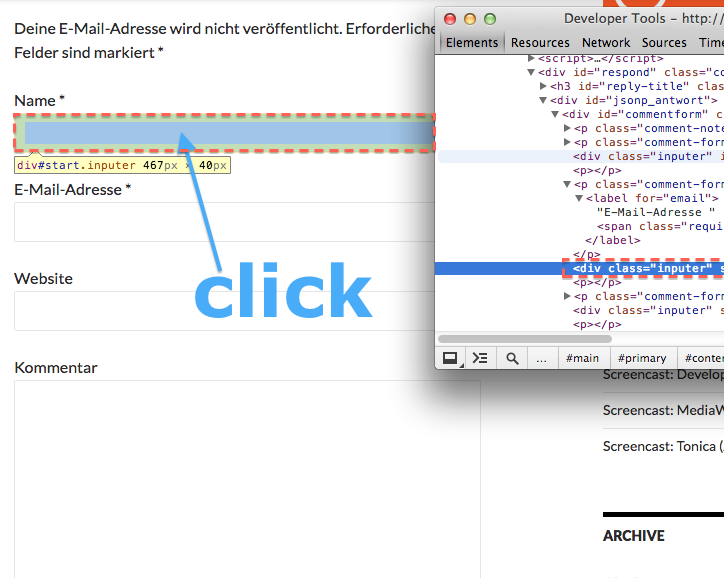 Deine E-Mail-Adresse wird nicht veröffentlicht. Erforderliche
Felder sind markiert *
Name *
div#start.inputer 467px × 40px
E-Mail-Adresse *
click
Website
Kommentar
Developer Tools - http:/
Elements Resources Network Sources Time
<script>…</script>
<div id="respond" class="co
<h3 id="reply-title" clas
<div id="jsonp_antwort">
<div id="commentform" c
<p class="comment-note
<p class="comment-form
<div class="inputer" i
<p></p>
<p class="comment-form
<label for="email">
"E-Mail-Adresse "
<span class="requi
</label>
</p>
<div class="inputer" s
<p></p>
<p class="comment-form
<div class="inputer" s
<p></p>
... #main #primary #conter
Screencast: Develop
Screencast: MediaW
Screencast: Tonica (
ARCHIVE